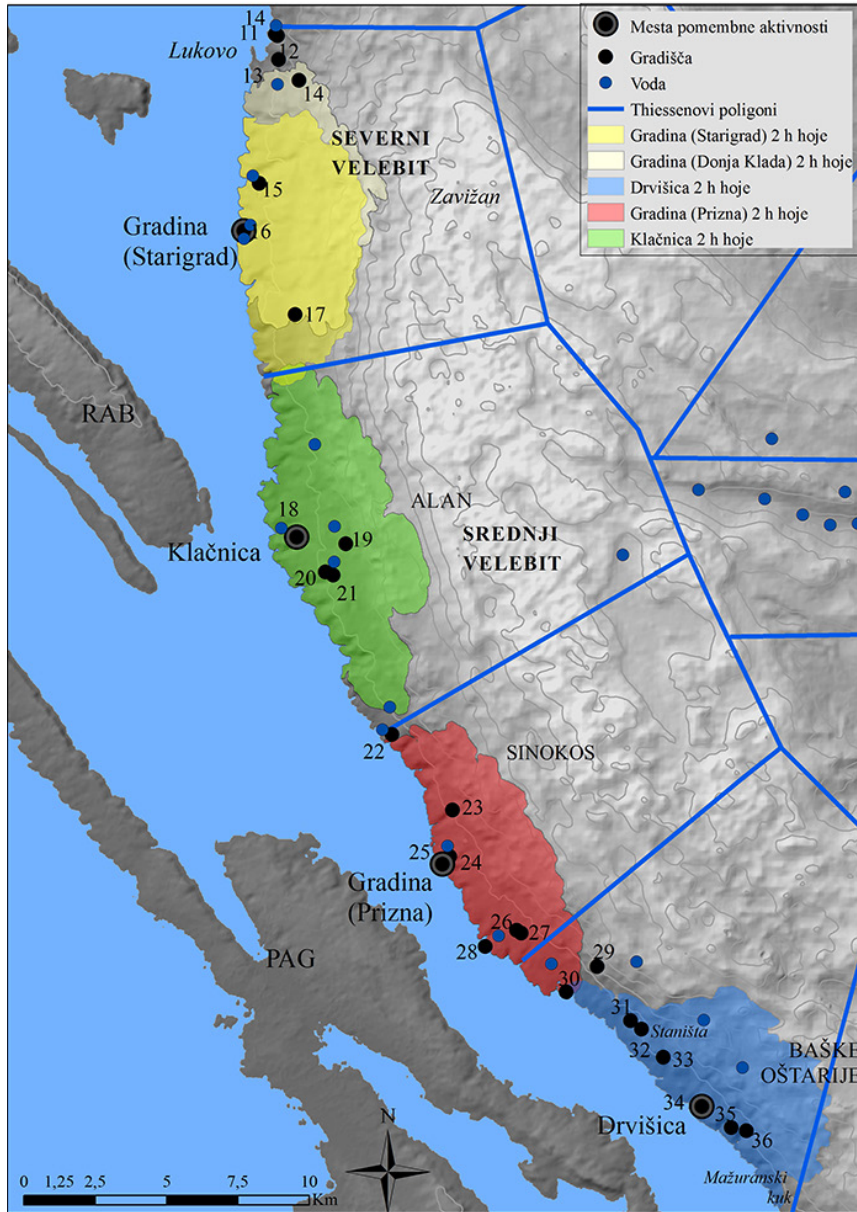 14
11
Lukovo
12
13
14
SEVERNI
VELEBIT
Zavižan
15
Gradina
(Starigrad)
16
17
RAB
18
ALAN
Klačnica
19
SREDNJI
VELEBIT
20
21
22
SINOKOS
23
25
24
Gradina
(Prizna)
26
27
28
29
PAG
30
31
Staništa
32
33
BAŠKE
OŠTARIJE
34
35
Drvišica
36
Mažuranski
kuk
N
0 1,25 2,5 5 7,5 10
Km
Mesta pomembne aktivnosti
Gradišča
Voda
Thiessenovi poligoni
Gradina (Starigrad) 2 h hoje
Gradina (Donja Klada) 2 h hoje
Drvišica 2 h hoje
Gradina (Prizna) 2 h hoje
Klačnica 2 h hoje